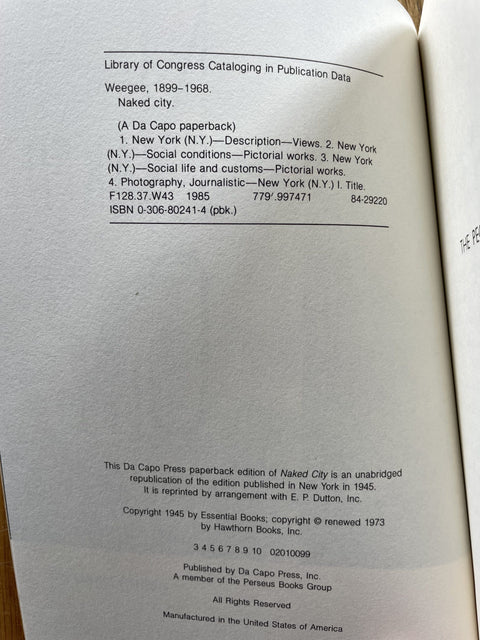 Library of Congress Cataloging in Publication Data
Weegee, 1899–1968.
Naked city.
(A Da Capo paperback)
1. New York (N.Y.)—Description—Views. 2. New York
(N.Y.)—Social conditions—Pictorial works. 3. New York
(N.Y.)—Social life and customs—Pictorial works.
4. Photography, Journalistic—New York (N.Y.) I. Title.
F128.37.W43 1985 779′.997471 84-29220
ISBN 0-306-80241-4 (pbk.)
This Da Capo Press paperback edition of Naked City is an unabridged
republication of the edition published in New York in 1945.
It is reprinted by arrangement with E. P. Dutton, Inc.
Copyright 1945 by Essential Books; copyright © renewed 1973
by Hawthorn Books, Inc.
3 4 5 6 7 8 9 10 02010099
Published by Da Capo Press, Inc.
A member of the Perseus Books Group
All Rights Reserved
Manufactured in the United States of America
THE